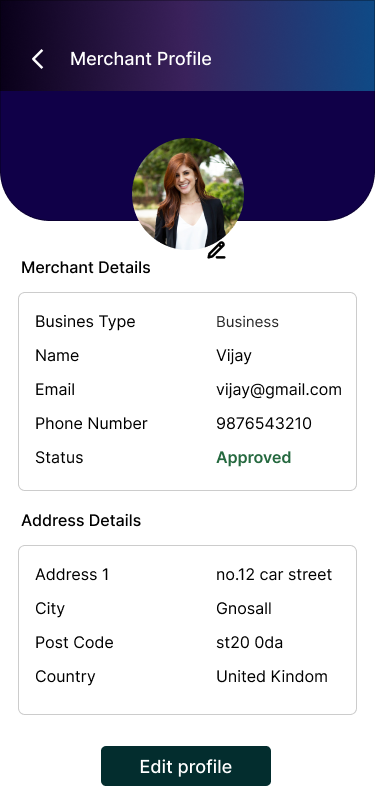 Merchant Profile
Merchant Details
Busines Type Business
Name Vijay
Email vijay@gmail.com
Phone Number 9876543210
Status Approved
Address Details
Address 1 no.12 car street
City Gnosall
Post Code st20 0da
Country United Kindom
Edit profile